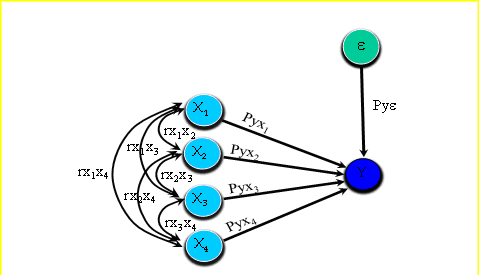 ε
Pyε
X1
Pyx1
rx1x2
rx1x3
X2
Pyx2
Y
rx1x4
rx2x3
Pyx3
rx2x4
X3
Pyx4
rx3x4
X4